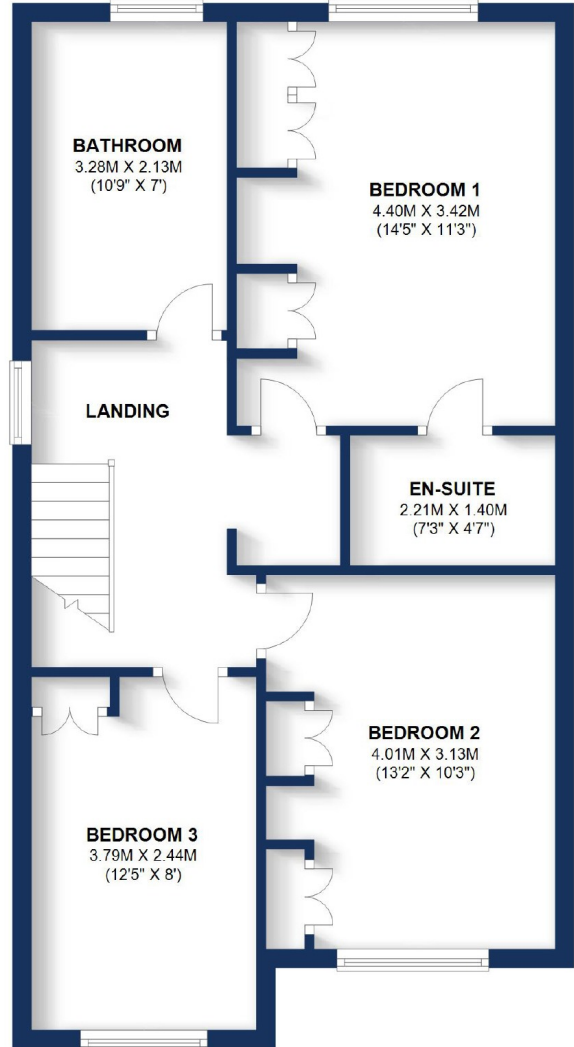 BATHROOM
3.28M X 2.13M
(10'9" X 7')
BEDROOM 1
4.40M X 3.42M
(14'5" X 11'3")
LANDING
EN-SUITE
2.21M X 1.40M
(7'3" X 4'7")
BEDROOM 2
4.01M X 3.13M
(13'2" X 10'3")
BEDROOM 3
3.79M X 2.44M
(12'5" X 8')